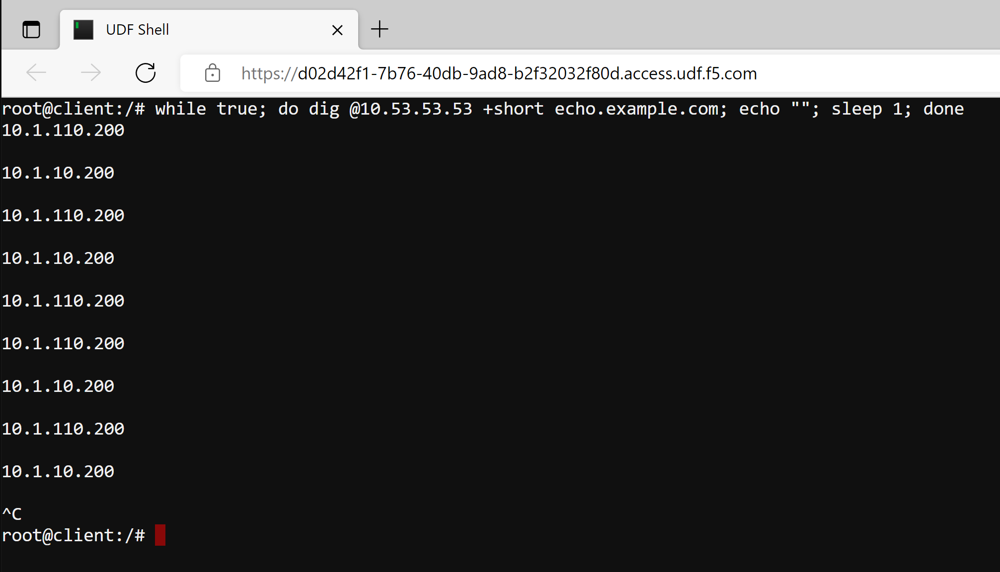 UDF Shell
https://d02d42f1-7b76-40db-9ad8-b2f32032f80d.access.udf.f5.com
root@client:/# while true; do dig @10.53.53.53 +short echo.example.com; echo ""; sleep 1; done
10.1.110.200
10.1.10.200
10.1.110.200
10.1.10.200
10.1.110.200
10.1.110.200
10.1.10.200
10.1.110.200
10.1.10.200
^C
root@client:/#